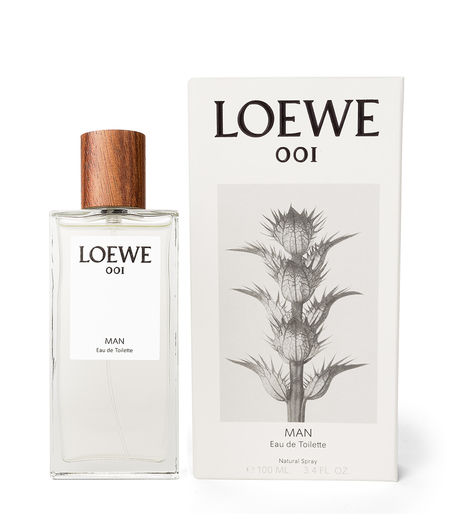 LOEWE
001
MAN
Eau de Toilette
LOEWE
001
MAN
Eau de Toilette
Natural Spray
℮ 100 ML 3.4 FL. OZ.